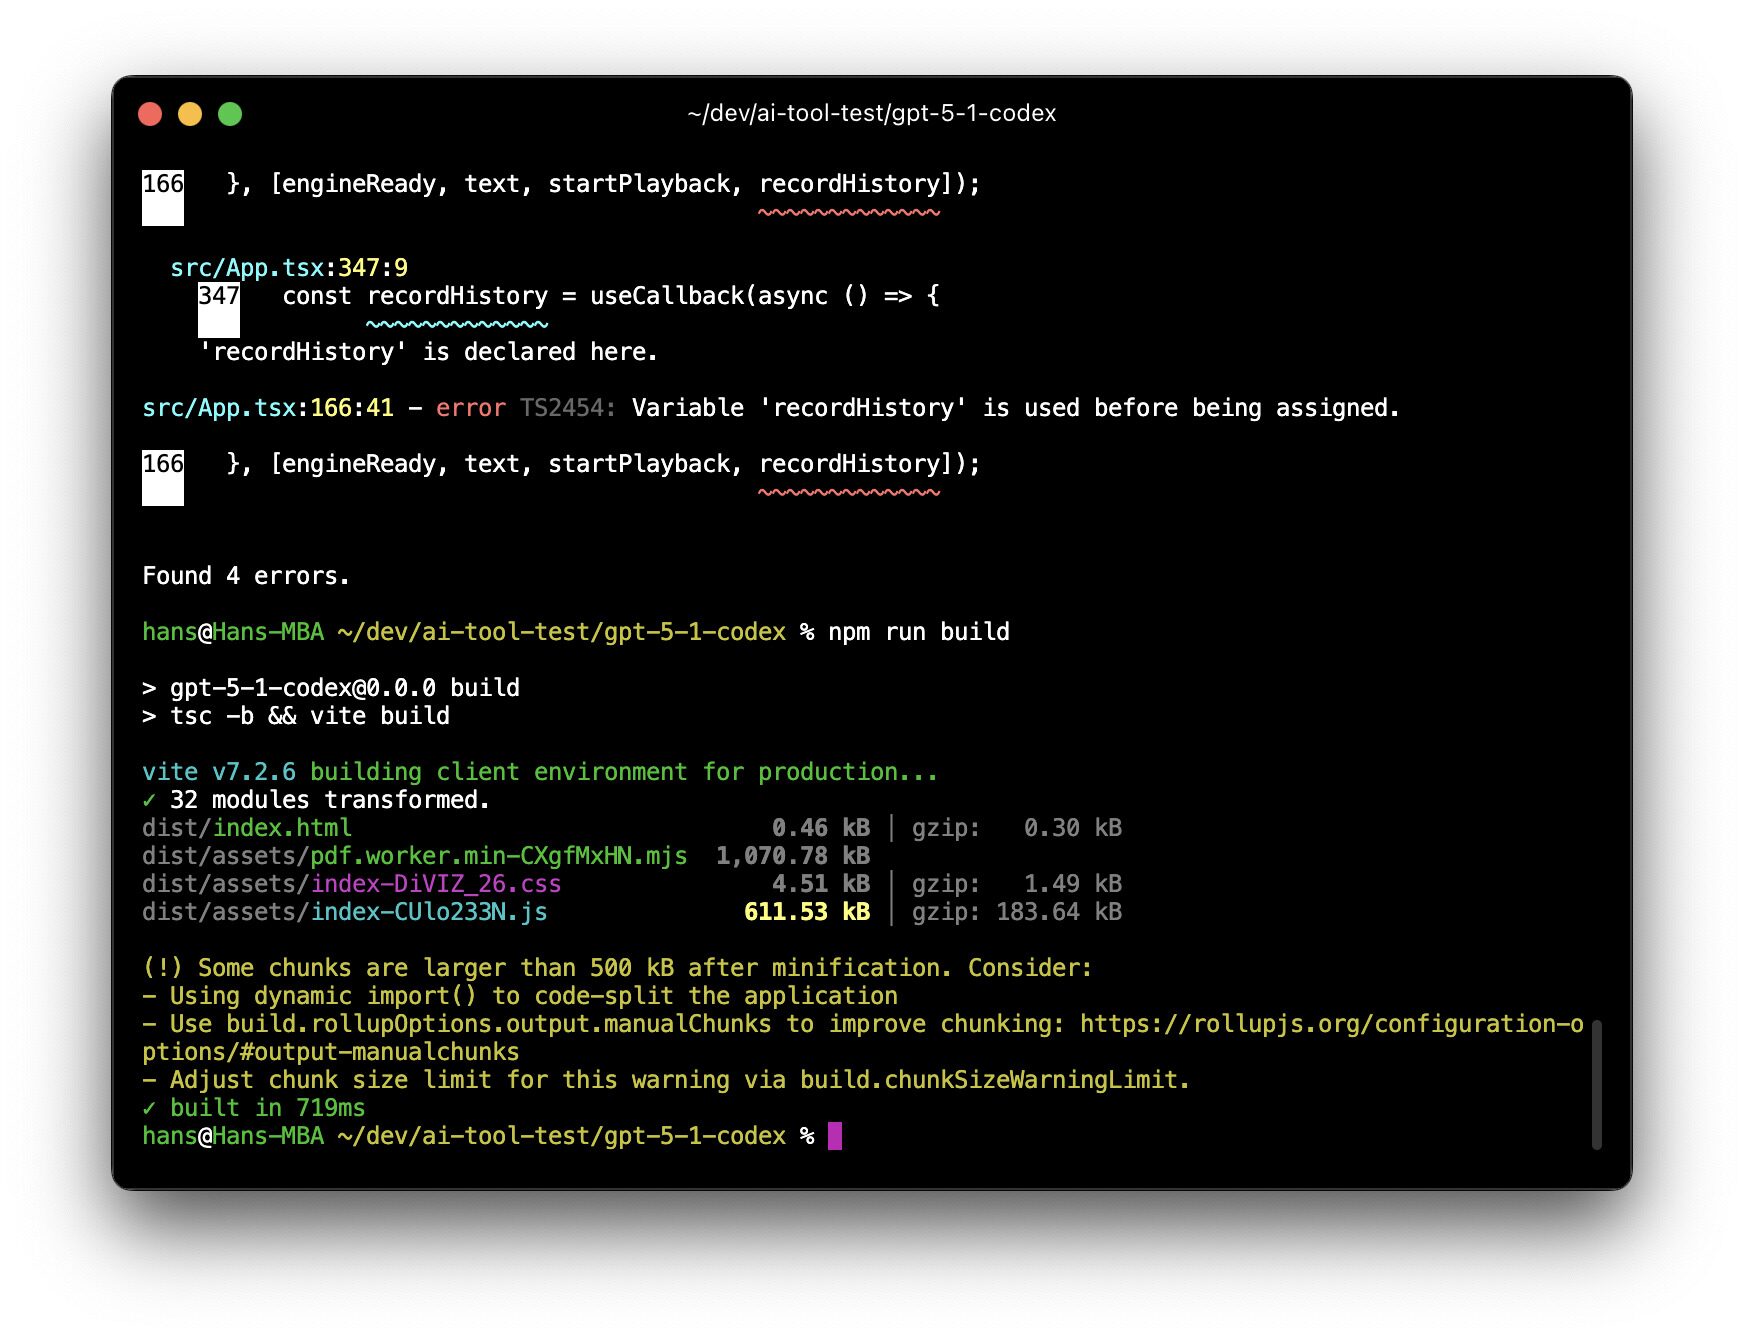 ~/dev/ai-tool-test/gpt-5-1-codex
166   }, [engineReady, text, startPlayback, recordHistory]);
                                            ~~~~~~~~~~~~~
  src/App.tsx:347:9
    347   const recordHistory = useCallback(async () => {
                ~~~~~~~~~~~~~
    'recordHistory' is declared here.
src/App.tsx:166:41 - error TS2454: Variable 'recordHistory' is used before being assigned.
166   }, [engineReady, text, startPlayback, recordHistory]);
                                            ~~~~~~~~~~~~~
Found 4 errors.
hans@Hans-MBA ~/dev/ai-tool-test/gpt-5-1-codex % npm run build
> gpt-5-1-codex@0.0.0 build
> tsc -b && vite build
vite v7.2.6 building client environment for production...
✓ 32 modules transformed.
dist/index.html                              0.46 kB │ gzip:   0.30 kB
dist/assets/pdf.worker.min-CXgfMxHN.mjs  1,070.78 kB
dist/assets/index-DiVIZ_26.css               4.51 kB │ gzip:   1.49 kB
dist/assets/index-CUlo233N.js              611.53 kB │ gzip: 183.64 kB
(!) Some chunks are larger than 500 kB after minification. Consider:
- Using dynamic import() to code-split the application
- Use build.rollupOptions.output.manualChunks to improve chunking: https://rollupjs.org/configuration-o
ptions/#output-manualchunks
- Adjust chunk size limit for this warning via build.chunkSizeWarningLimit.
✓ built in 719ms
hans@Hans-MBA ~/dev/ai-tool-test/gpt-5-1-codex %